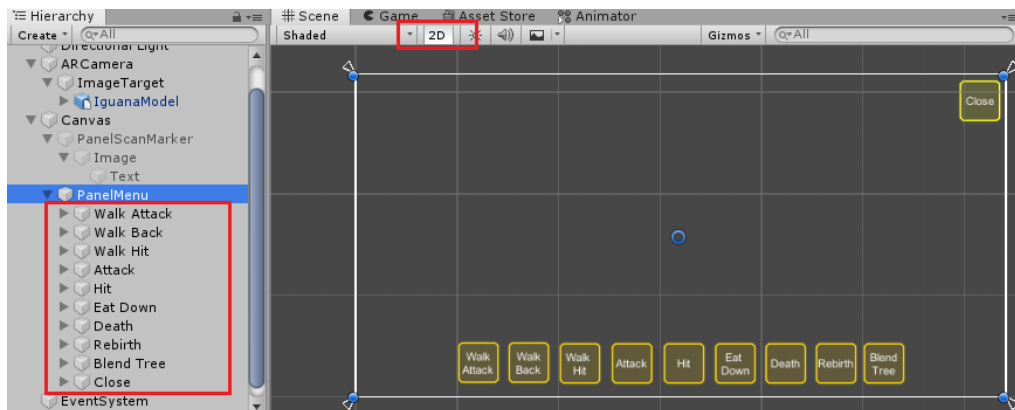 Hierarchy
Create
All
Directional Light
ARCamera
ImageTarget
IguanaModel
Canvas
PanelScanMarker
Image
Text
PanelMenu
Walk Attack
Walk Back
Walk Hit
Attack
Hit
Eat Down
Death
Rebirth
Blend Tree
Close
EventSystem
Scene
Game
Asset Store
Animator
Shaded
2D
Gizmos
All
Close
Walk
Attack
Walk
Back
Walk
Hit
Attack
Hit
Eat
Down
Death
Rebirth
Blend
Tree